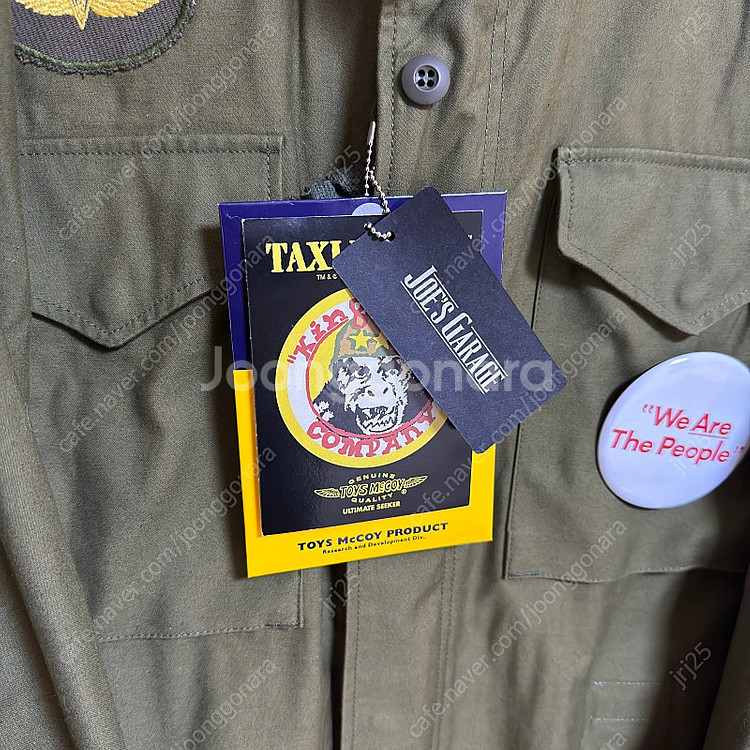 TAXI
TM & ©
JOE'S GARAGE
"King
COMPANY
GENUINE
TOYS McCOY®
QUALITY
ULTIMATE SEEKER
TOYS McCOY PRODUCT
Research and Development Div.
"We Are
The People"
Joonggonara
cafe.naver.com/joonggonara
jrj25